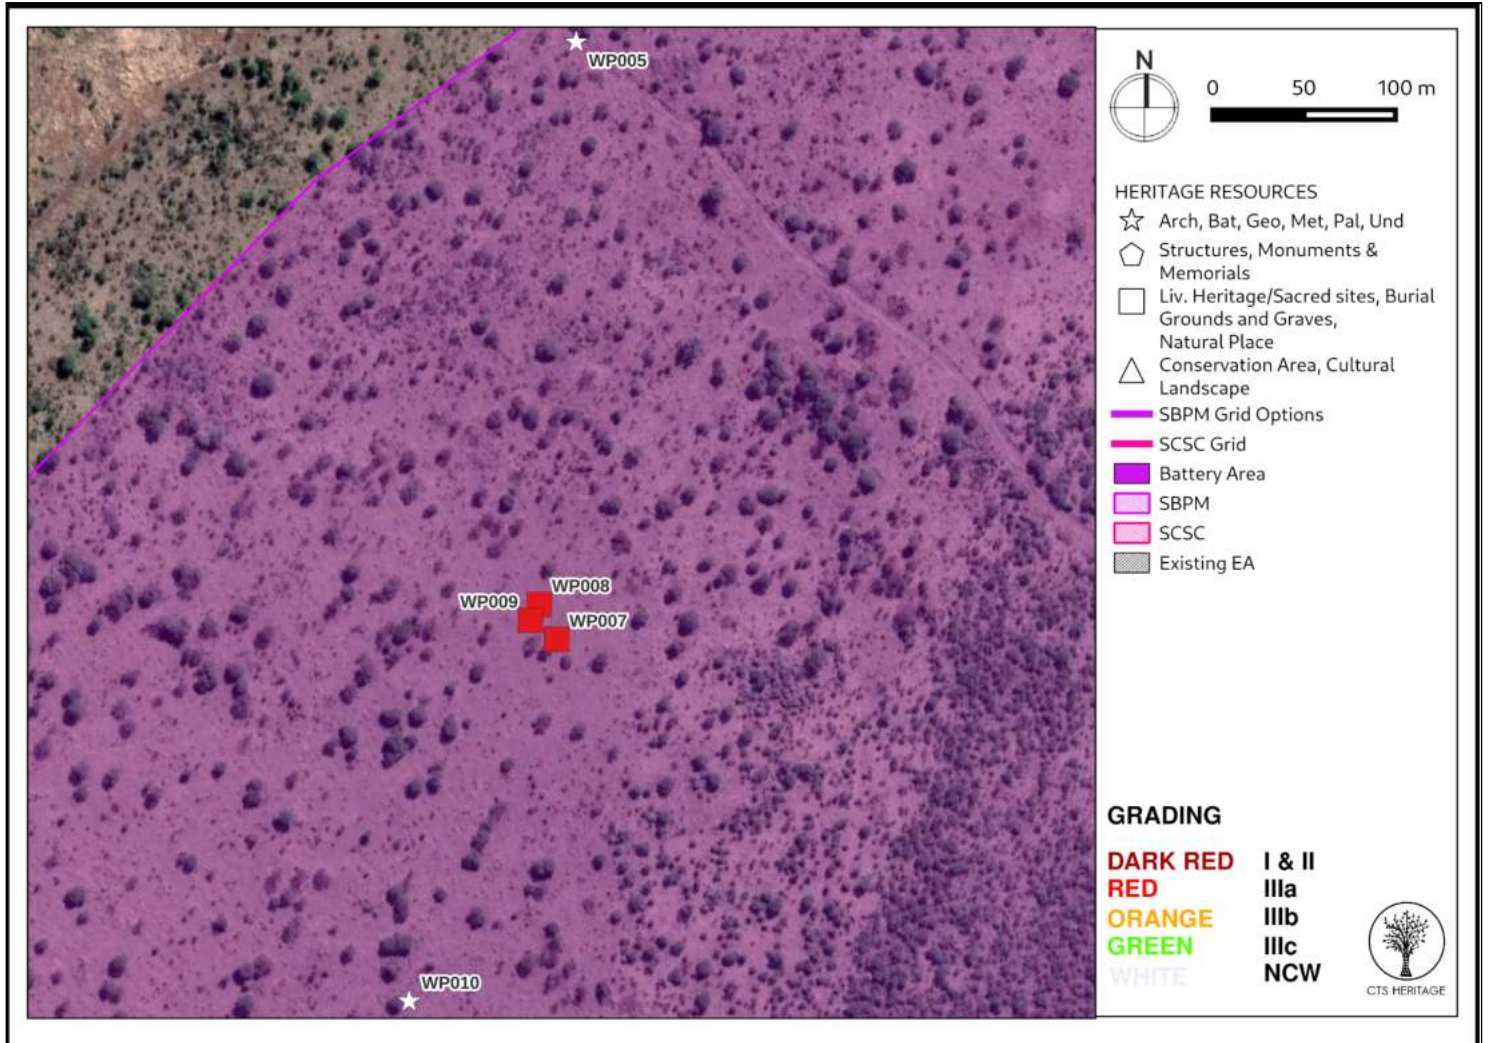 WP005
WP008
WP009
WP007
WP010
N
0 50 100 m
HERITAGE RESOURCES
Arch, Bat, Geo, Met, Pal, Und
Structures, Monuments &
Memorials
Liv. Heritage/Sacred sites, Burial
Grounds and Graves,
Natural Place
Conservation Area, Cultural
Landscape
SBPM Grid Options
SCSC Grid
Battery Area
SBPM
SCSC
Existing EA
GRADING
DARK RED I & II
RED IIIa
ORANGE IIIb
GREEN IIIc
WHITE NCW
CTS HERITAGE